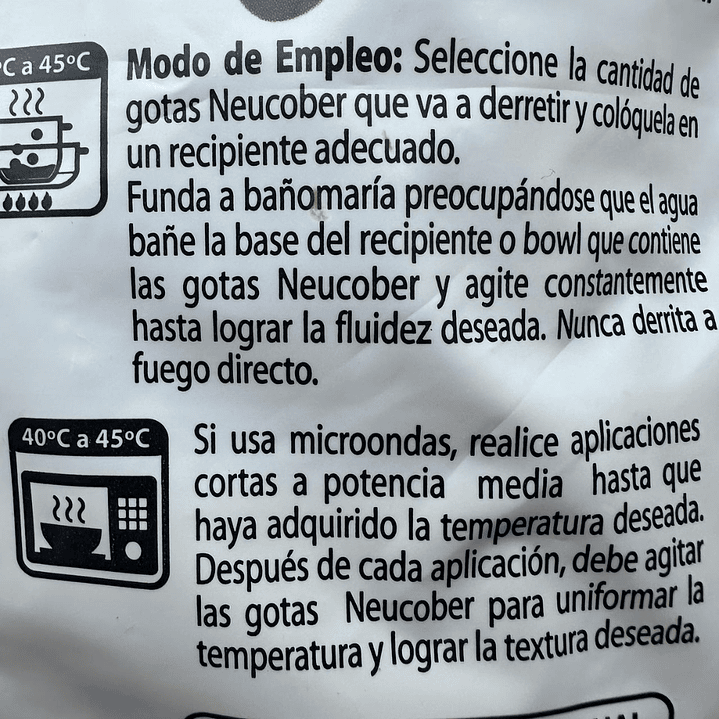 °C a 45°C
Modo de Empleo: Seleccione la cantidad de
gotas Neucober que va a derretir y colóquela en
un recipiente adecuado.
Funda a bañomaría preocupándose que el agua
bañe la base del recipiente o bowl que contiene
las gotas Neucober y agite constantemente
hasta lograr la fluidez deseada. Nunca derrita a
fuego directo.
40°C a 45°C
Si usa microondas, realice aplicaciones
cortas a potencia media hasta que
haya adquirido la temperatura deseada.
Después de cada aplicación, debe agitar
las gotas Neucober para uniformar la
temperatura y lograr la textura deseada.